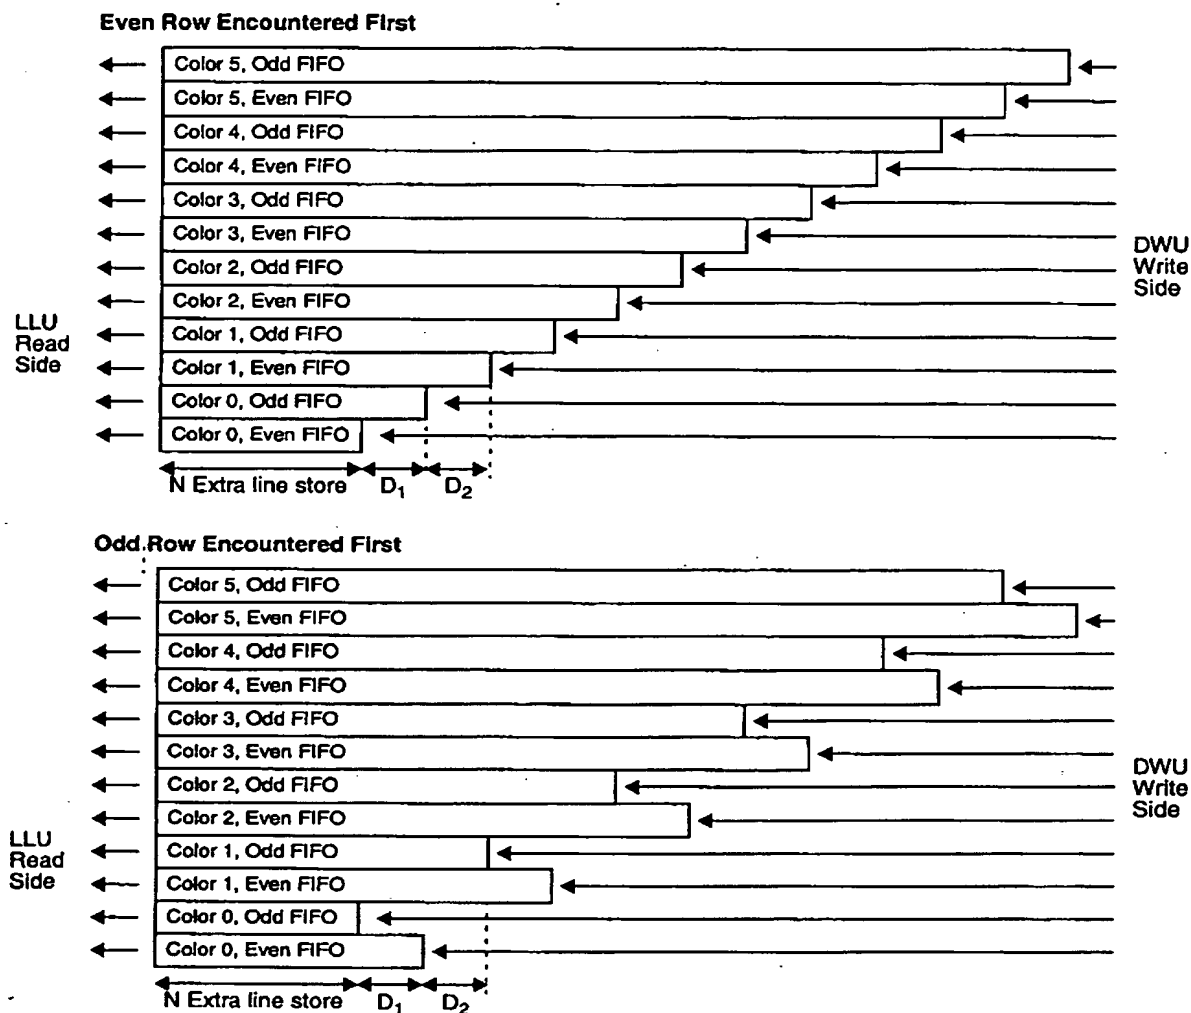 Even Row Encountered First
Color 5, Odd FIFO
Color 5, Even FIFO
Color 4, Odd FIFO
Color 4, Even FIFO
Color 3, Odd FIFO
Color 3, Even FIFO
Color 2, Odd FIFO
Color 2, Even FIFO
Color 1, Odd FIFO
Color 1, Even FIFO
Color 0, Odd FIFO
Color 0, Even FIFO
LLU
Read
Side
DWU
Write
Side
N Extra line store D₁ D₂
Odd Row Encountered First
Color 5, Odd FIFO
Color 5, Even FIFO
Color 4, Odd FIFO
Color 4, Even FIFO
Color 3, Odd FIFO
Color 3, Even FIFO
Color 2, Odd FIFO
Color 2, Even FIFO
Color 1, Odd FIFO
Color 1, Even FIFO
Color 0, Odd FIFO
Color 0, Even FIFO
LLU
Read
Side
DWU
Write
Side
N Extra line store D₁ D₂